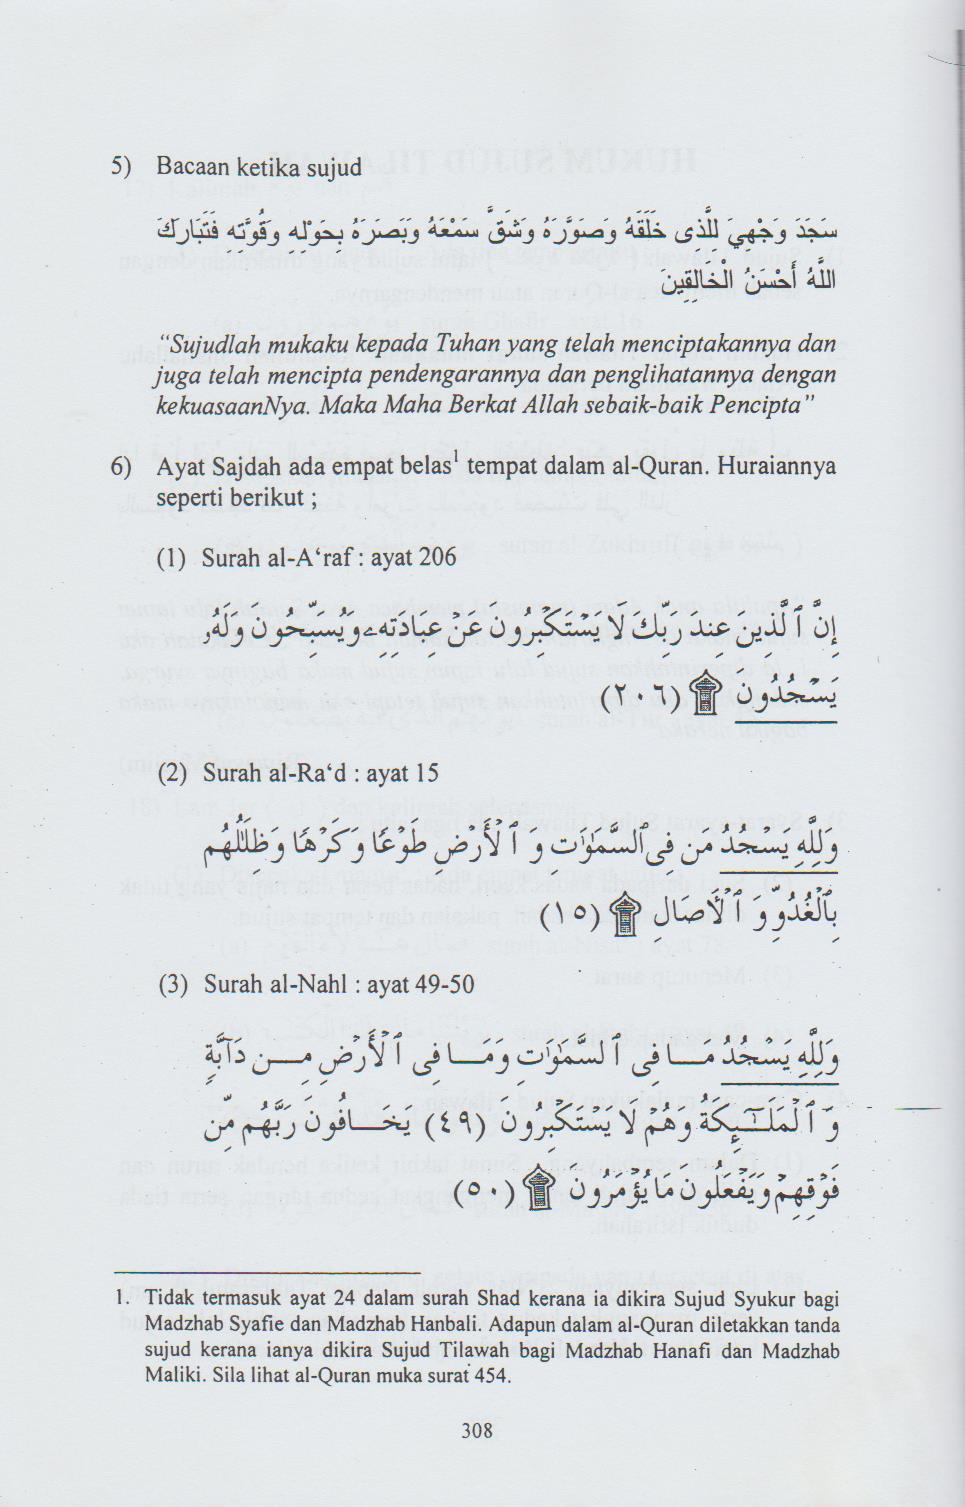 5) Bacaan ketika sujud
سَجَدَ وَجْهِيَ لِلَّذِى خَلَقَهُ وَصَوَّرَهُ وَشَقَّ سَمْعَهُ وَبَصَرَهُ بِحَوْلِهِ وَقُوَّتِهِ فَتَبَارَكَ
اللَّهُ أَحْسَنُ الْخَالِقِينَ
“Sujudlah mukaku kepada Tuhan yang telah menciptakannya dan
juga telah mencipta pendengarannya dan penglihatannya dengan
kekuasaanNya. Maka Maha Berkat Allah sebaik-baik Pencipta”
6) Ayat Sajdah ada empat belas¹ tempat dalam al-Quran. Huraiannya
seperti berikut ;
(1) Surah al-A‘raf : ayat 206
إِنَّ ٱلَّذِينَ عِندَ رَبِّكَ لَا يَسْتَكْبِرُونَ عَنْ عِبَادَتِهِۦ وَيُسَبِّحُونَهُۥ وَلَهُۥ
يَسْجُدُونَ ۩ (٢٠٦)
(2) Surah al-Ra‘d : ayat 15
وَلِلَّهِ يَسْجُدُ مَن فِى ٱلسَّمَٰوَٰتِ وَٱلْأَرْضِ طَوْعًا وَكَرْهًا وَظِلَٰلُهُم
بِٱلْغُدُوِّ وَٱلْءَاصَالِ ۩ (١٥)
(3) Surah al-Nahl : ayat 49-50
وَلِلَّهِ يَسْجُدُ مَا فِى ٱلسَّمَٰوَٰتِ وَمَا فِى ٱلْأَرْضِ مِن دَآبَّةٍ
وَٱلْمَلَٰٓئِكَةُ وَهُمْ لَا يَسْتَكْبِرُونَ (٤٩) يَخَافُونَ رَبَّهُم مِّن
فَوْقِهِمْ وَيَفْعَلُونَ مَا يُؤْمَرُونَ ۩ (٥٠)
1. Tidak termasuk ayat 24 dalam surah Shad kerana ia dikira Sujud Syukur bagi
Madzhab Syafie dan Madzhab Hanbali. Adapun dalam al-Quran diletakkan tanda
sujud kerana ianya dikira Sujud Tilawah bagi Madzhab Hanafi dan Madzhab
Maliki. Sila lihat al-Quran muka surat 454.
308